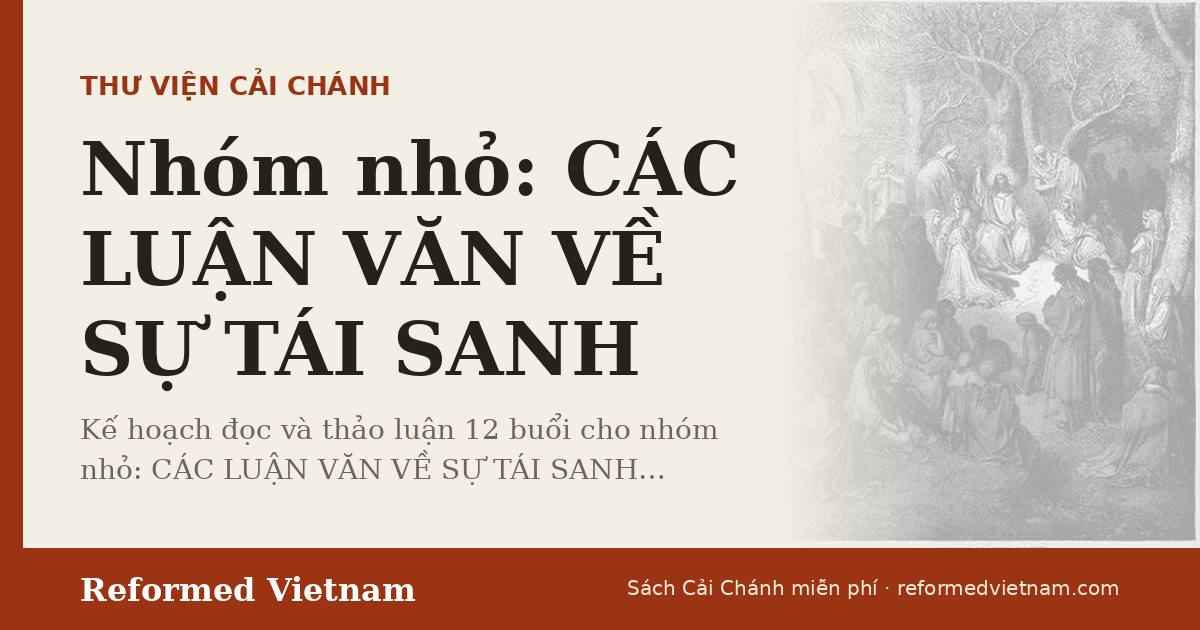 THƯ VIỆN CẢI CHÁNH
Nhóm nhỏ: CÁC
LUẬN VĂN VỀ
SỰ TÁI SANH
Kế hoạch đọc và thảo luận 12 buổi cho nhóm
nhỏ: CÁC LUẬN VĂN VỀ SỰ TÁI SANH...
Reformed Vietnam
Sách Cải Chánh miễn phí · reformedvietnam.com